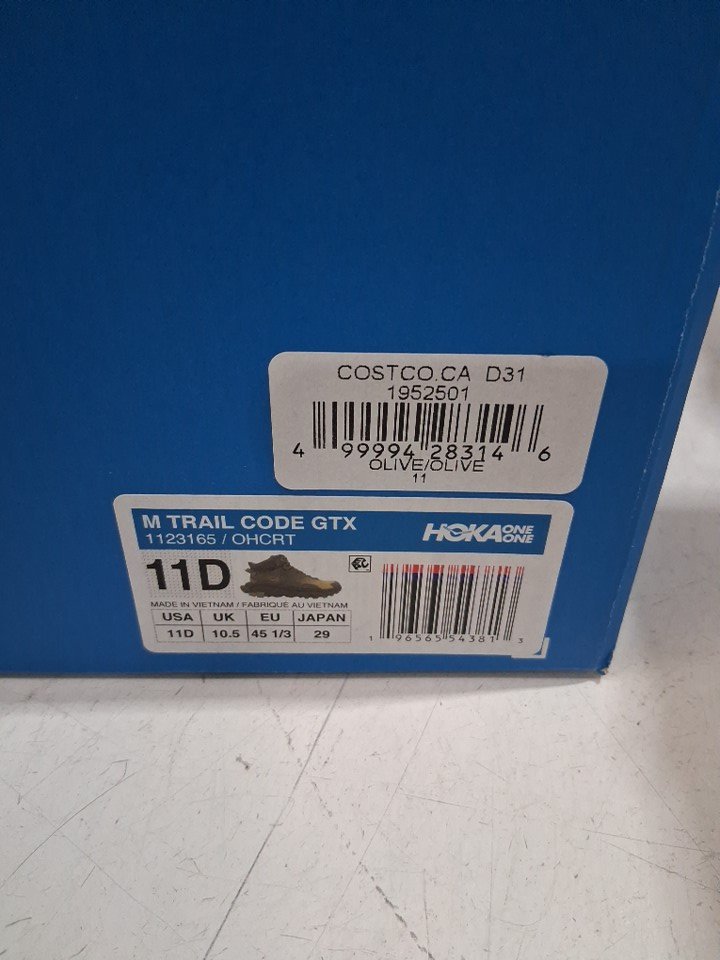 COSTCO.CA D31
1952501
4 99994 28314 6
OLIVE/OLIVE
11
M TRAIL CODE GTX
HOKA ONE ONE
1123165 / OHCRT
11D
MADE IN VIETNAM / FABRIQUÉ AU VIETNAM
USA UK EU JAPAN
11D 10.5 45 1/3 29
1 96565 54381 3